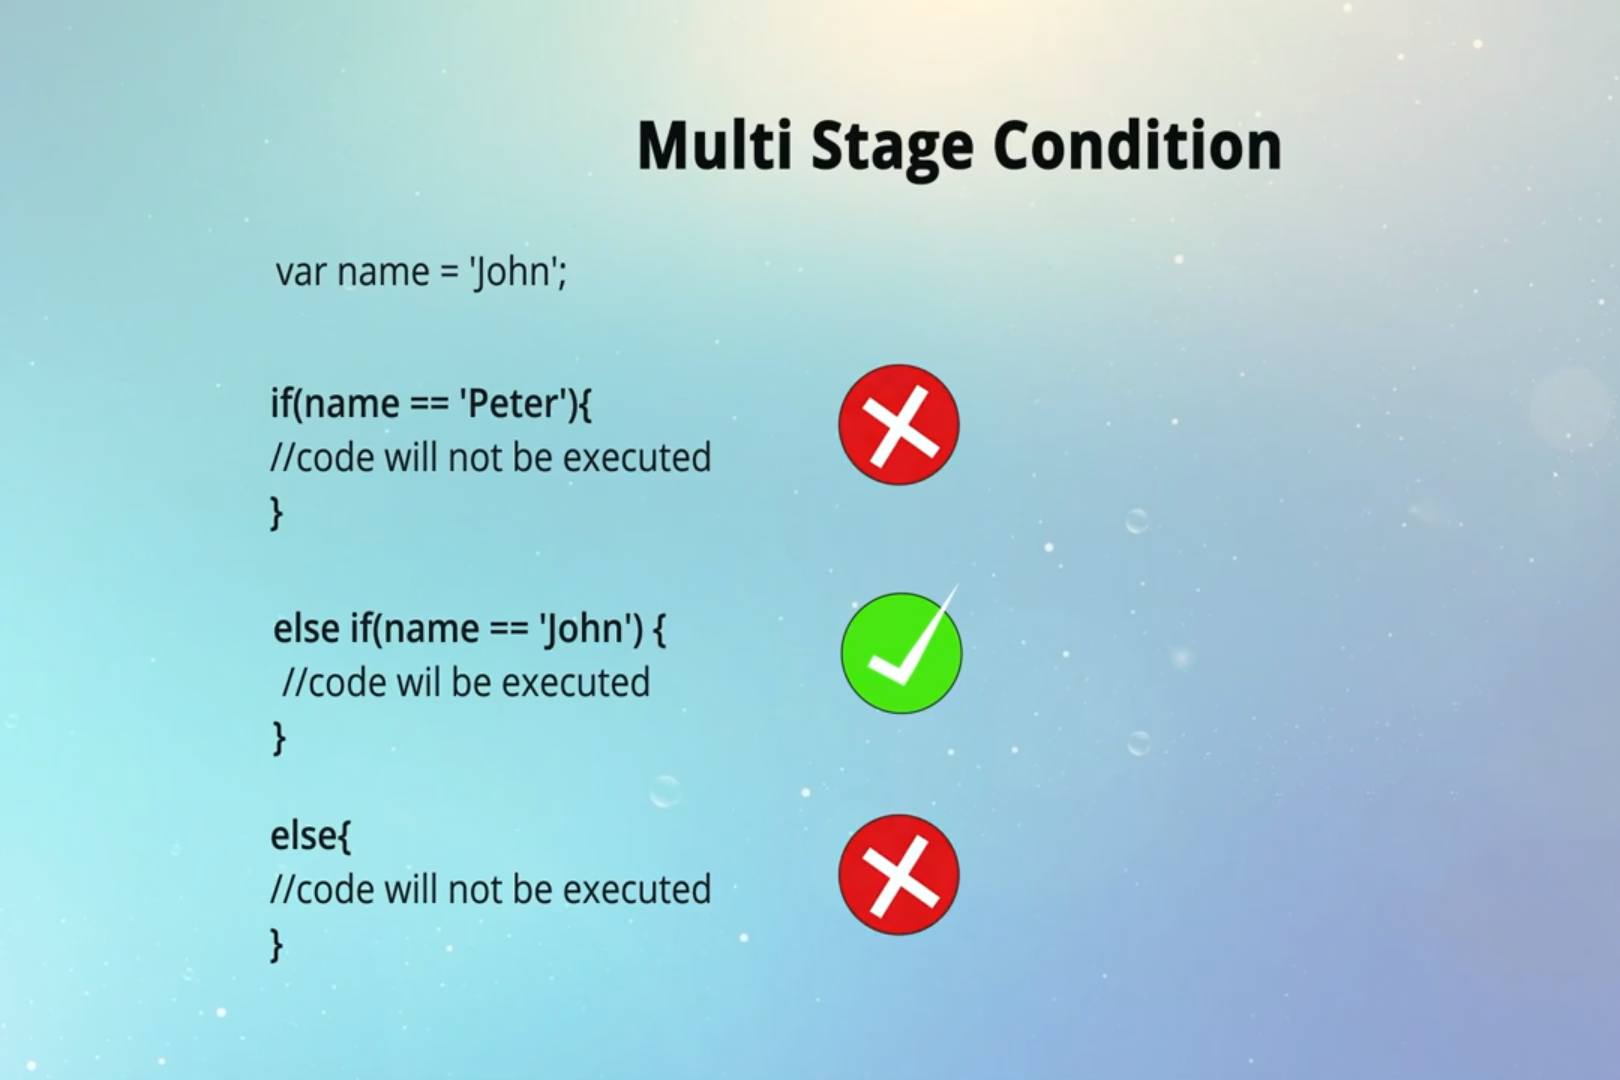 Multi Stage Condition
var name = 'John';
if(name == 'Peter'){
//code will not be executed
}
else if(name == 'John') {
//code wil be executed
}
else{
//code will not be executed
}